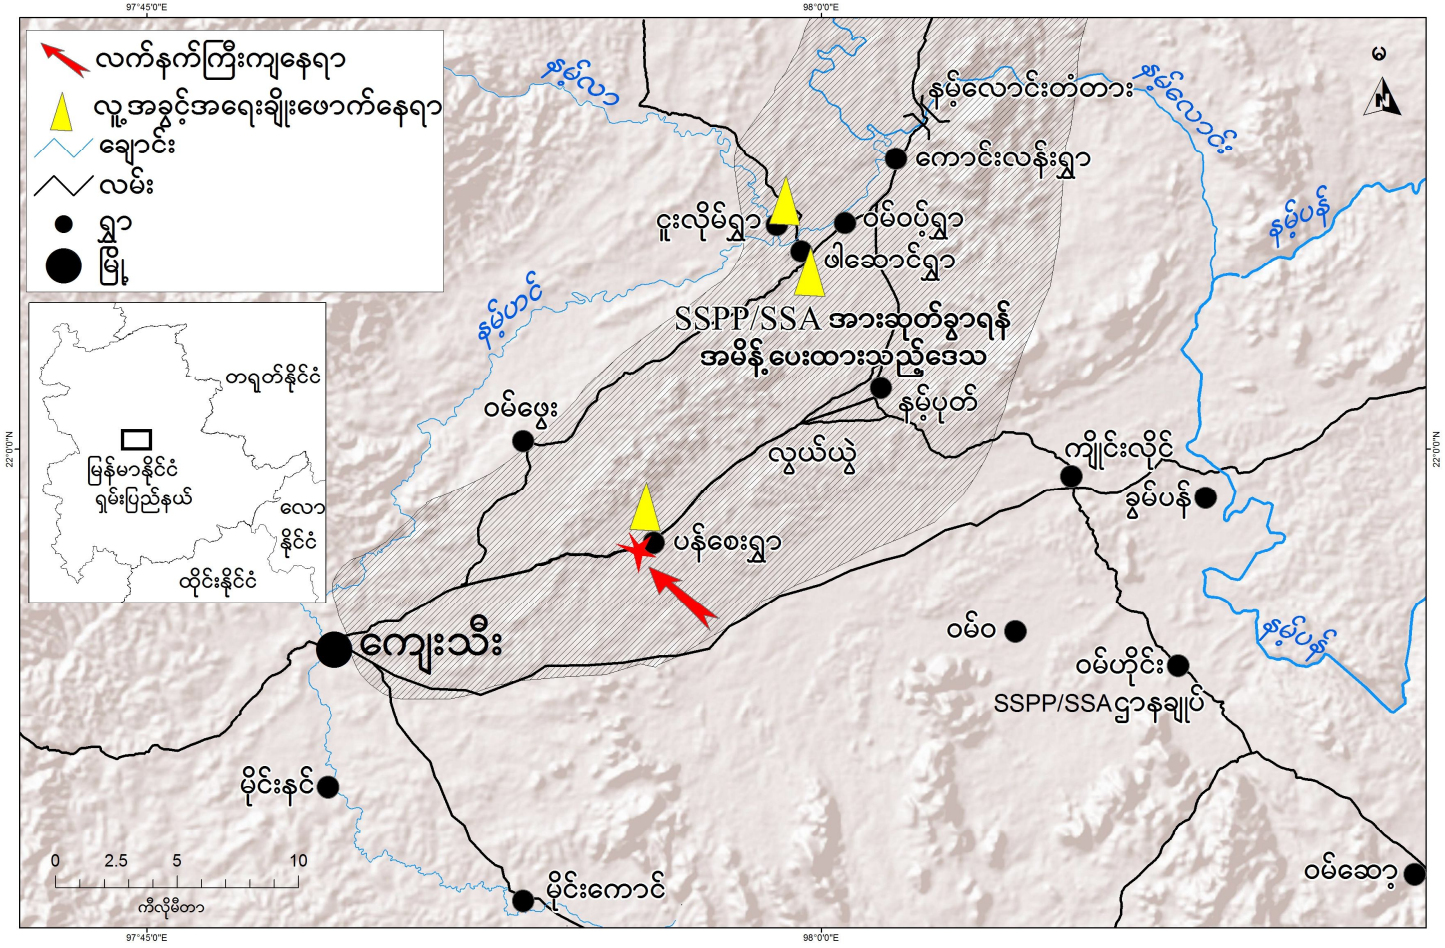 97°45'0"E
98°0'0"E
လက်နက်ကြီးကျနေရာ
လူ့အခွင့်အရေးချိုးဖောက်နေရာ
ချောင်း
လမ်း
ရွာ
မြို့
မ
N
နမ့်လာ
နမ့်လောင်းတံတား
နမ့်လောင်း
ကောင်းလန်းရွာ
နမ့်ပန်
ငူးလိုမ်ရွာ
ဝမ်ဝပ့်ရွာ
ဖါဆောင်ရွာ
နမ့်ဟင်
SSPP/SSA အားဆုတ်ခွာရန်
အမိန့်ပေးထားသည့်ဒေသ
တရုတ်နိုင်ငံ
မြန်မာနိုင်ငံ
ရှမ်းပြည်နယ်
လော
နိုင်ငံ
ထိုင်းနိုင်ငံ
ဝမ်ဖွေး
နမ့်ပုတ်
လွယ်ယွဲ
ကျိုင်းလိုင်
ခွမ်ပန်
22°0'0"N
22°0'0"N
ပန်စေးရွာ
ကျေးသီး
ဝမ်ဝ
နမ့်ပန်
ဝမ်ဟိုင်း
SSPP/SSAဌာနချုပ်
မိုင်းနင်
မိုင်းကောင်
ဝမ်ဆော့
0 2.5 5 10
ကီလိုမီတာ
97°45'0"E
98°0'0"E